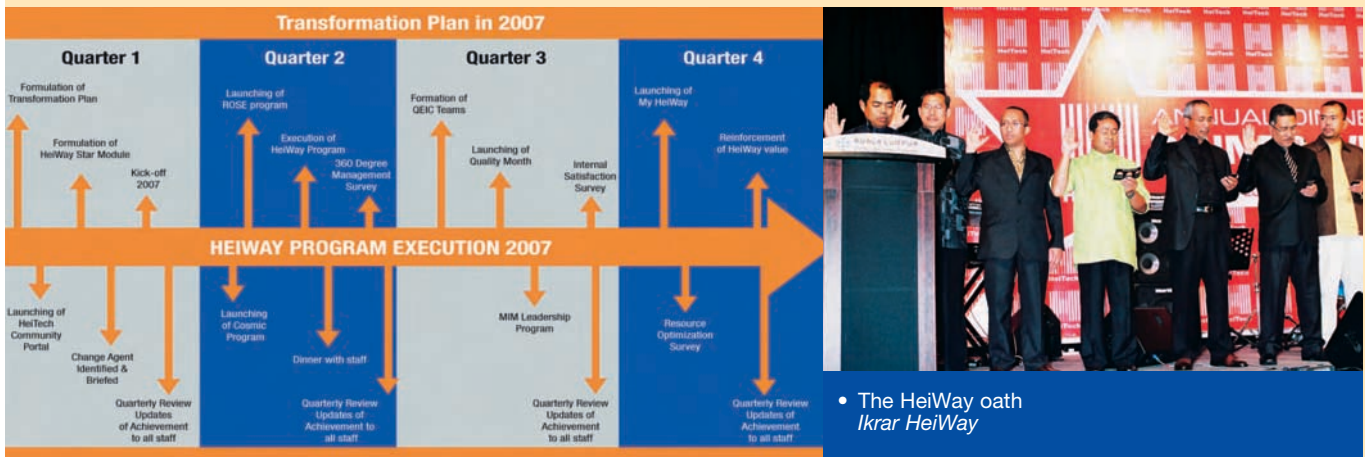 Transformation Plan in 2007
Quarter 1
Quarter 2
Quarter 3
Quarter 4
Formulation of
Transformation Plan
Formulation of
HeiWay Star Module
Kick-off
2007
Launching of
ROSE program
Execution of
HeiWay Program
360 Degree
Management
Survey
Formation of
QEIC Teams
Launching of
Quality Month
Internal
Satisfaction
Survey
Launching of
My HeiWay
Reinforcement
of HeiWay value
HEIWAY PROGRAM EXECUTION 2007
Launching of
HeiTech
Community
Portal
Change Agent
Identified &
Briefed
Quarterly Review
Updates
of Achievement
to all staff
Launching
of Cosmic
Program
Dinner with staff
Quarterly Review
Updates of
Achievement to
all staff
MIM Leadership
Program
Quarterly Review
Updates of
Achievement to
all staff
Resource
Optimization
Survey
Quarterly Review
Updates of
Achievement to
all staff
HeiTech
ANNUAL DINNE
KUALA LUMPUR
• The HeiWay oath
Ikrar HeiWay